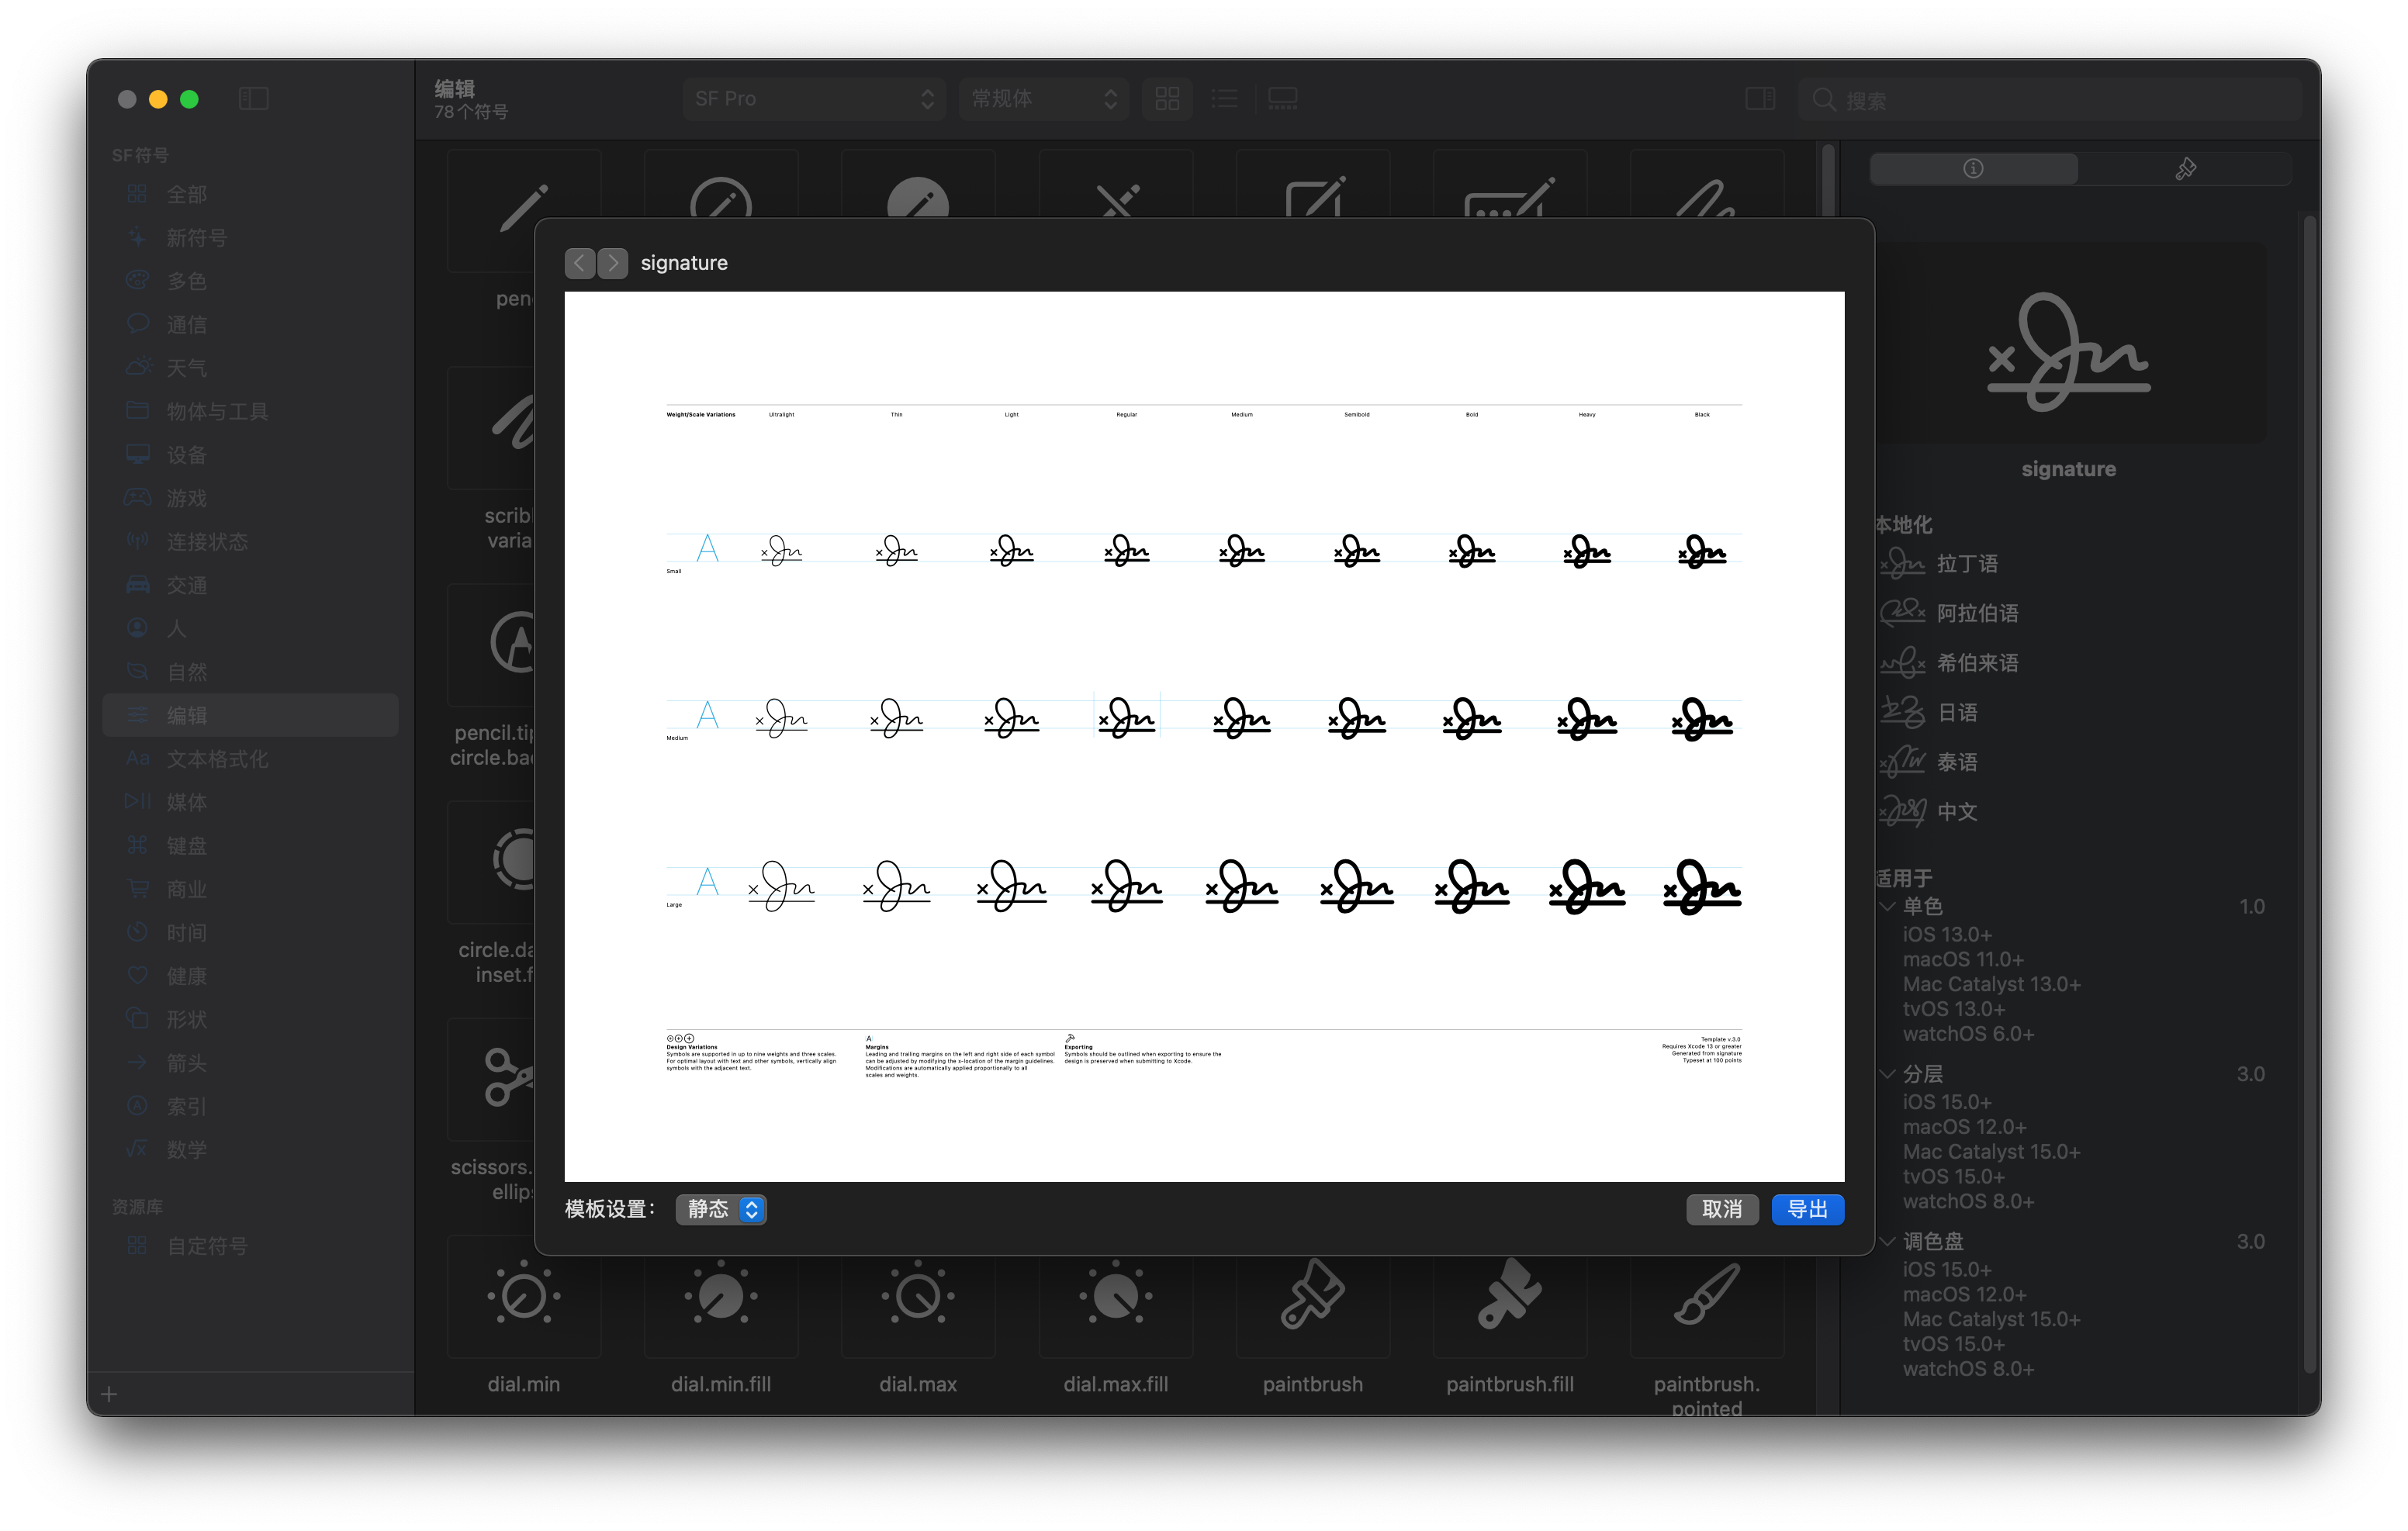 编辑
78个符号
SF Pro
常规体
搜索
SF符号
全部
新符号
多色
通信
天气
物体与工具
设备
游戏
连接状态
交通
人
自然
编辑
Aa 文本格式化
媒体
键盘
商业
时间
健康
形状
箭头
索引
数学
资源库
自定符号
signature
Weight/Scale Variations Ultralight Thin Light Regular Medium Semibold Bold Heavy Black
A
Small
A
Medium
A
Large
Design Variations
Symbols are supported in up to nine weights and three scales.
For optimal layout with text and other symbols, vertically align
symbols with the adjacent text.
A
Margins
Leading and trailing margins on the left and right side of each symbol
can be adjusted by modifying the x-location of the margin guidelines.
Modifications are automatically applied proportionally to all
scales and weights.
Exporting
Symbols should be outlined when exporting to ensure the
design is preserved when submitting to Xcode.
Template v.3.0
Requires Xcode 13 or greater
Generated from signature
Typeset at 100 points
模板设置：
静态
取消
导出
pen
scrib
varia
pencil.ti
circle.ba
circle.da
inset.f
scissors.
ellip
dial.min
dial.min.fill
dial.max
dial.max.fill
paintbrush
paintbrush.fill
paintbrush.
pointed
signature
本地化
拉丁语
阿拉伯语
希伯来语
日语
泰语
中文
适用于
单色 1.0
iOS 13.0+
macOS 11.0+
Mac Catalyst 13.0+
tvOS 13.0+
watchOS 6.0+
分层 3.0
iOS 15.0+
macOS 12.0+
Mac Catalyst 15.0+
tvOS 15.0+
watchOS 8.0+
调色盘 3.0
iOS 15.0+
macOS 12.0+
Mac Catalyst 15.0+
tvOS 15.0+
watchOS 8.0+